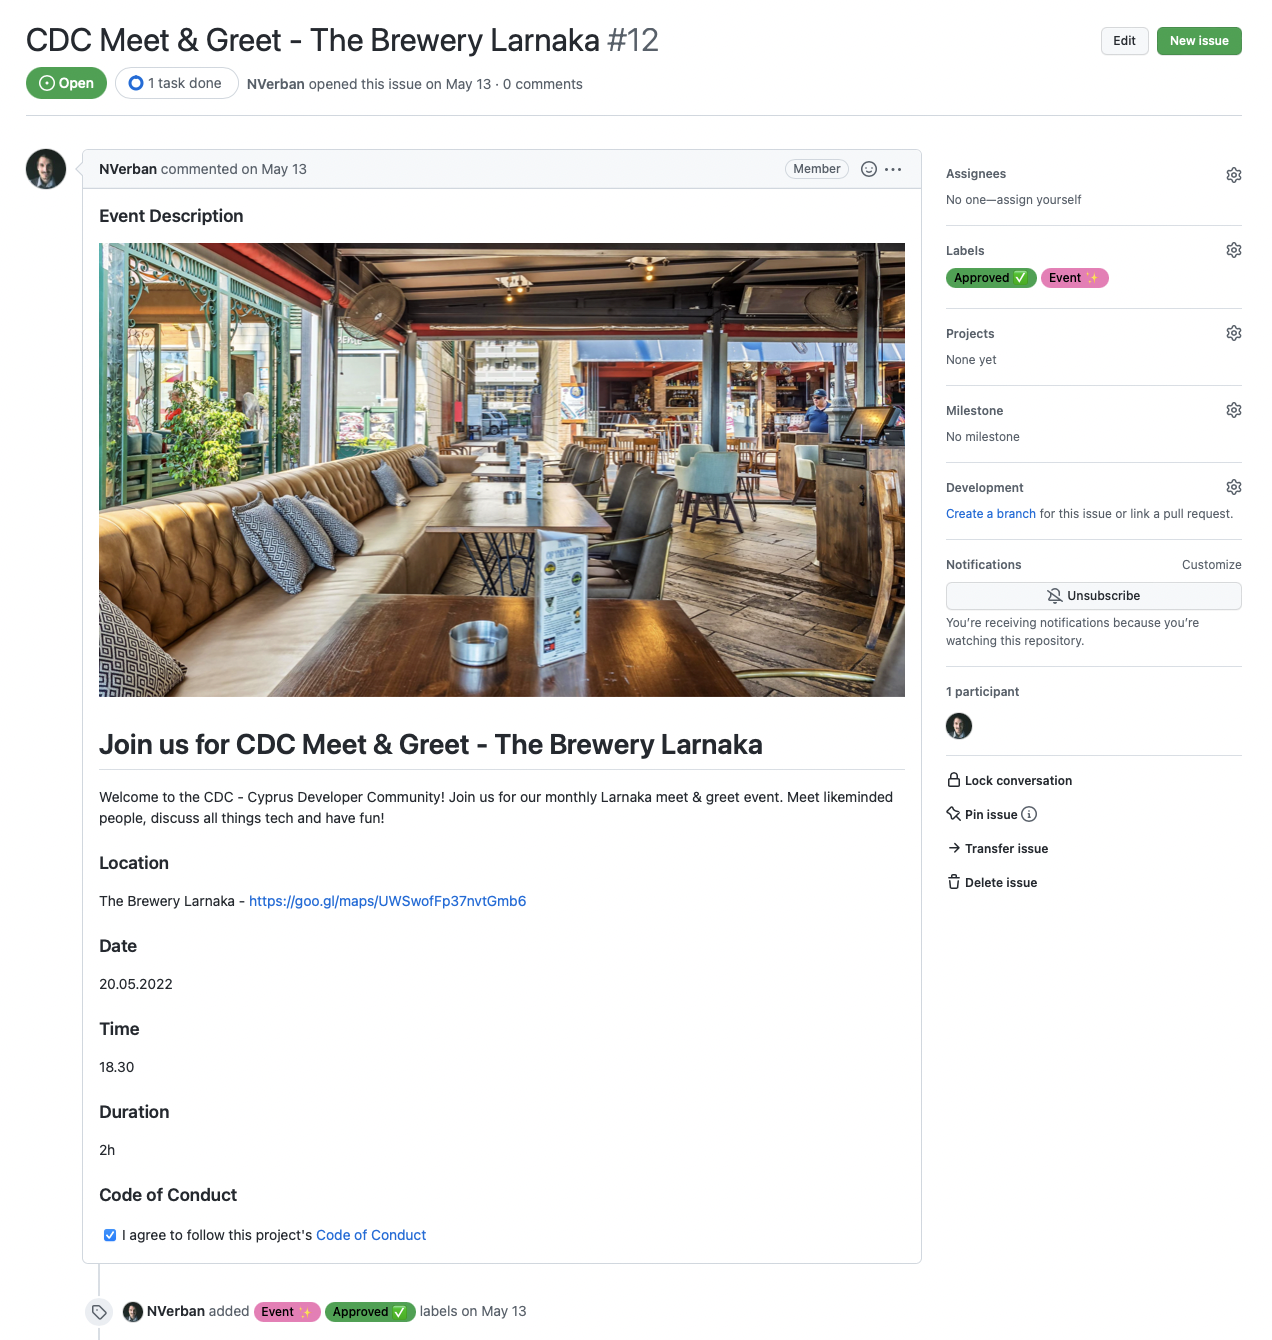 CDC Meet & Greet - The Brewery Larnaka #12
Edit
New issue
Open
1 task done
NVerban opened this issue on May 13 · 0 comments
NVerban commented on May 13
Member
Event Description
Join us for CDC Meet & Greet - The Brewery Larnaka
Welcome to the CDC - Cyprus Developer Community! Join us for our monthly Larnaka meet & greet event. Meet likeminded
people, discuss all things tech and have fun!
Location
The Brewery Larnaka - https://goo.gl/maps/UWSwofFp37nvtGmb6
Date
20.05.2022
Time
18.30
Duration
2h
Code of Conduct
I agree to follow this project's Code of Conduct
NVerban added Event ✨ Approved ✅ labels on May 13
Assignees
No one—assign yourself
Labels
Approved ✅ Event ✨
Projects
None yet
Milestone
No milestone
Development
Create a branch for this issue or link a pull request.
Notifications
Customize
Unsubscribe
You're receiving notifications because you're
watching this repository.
1 participant
Lock conversation
Pin issue
Transfer issue
Delete issue